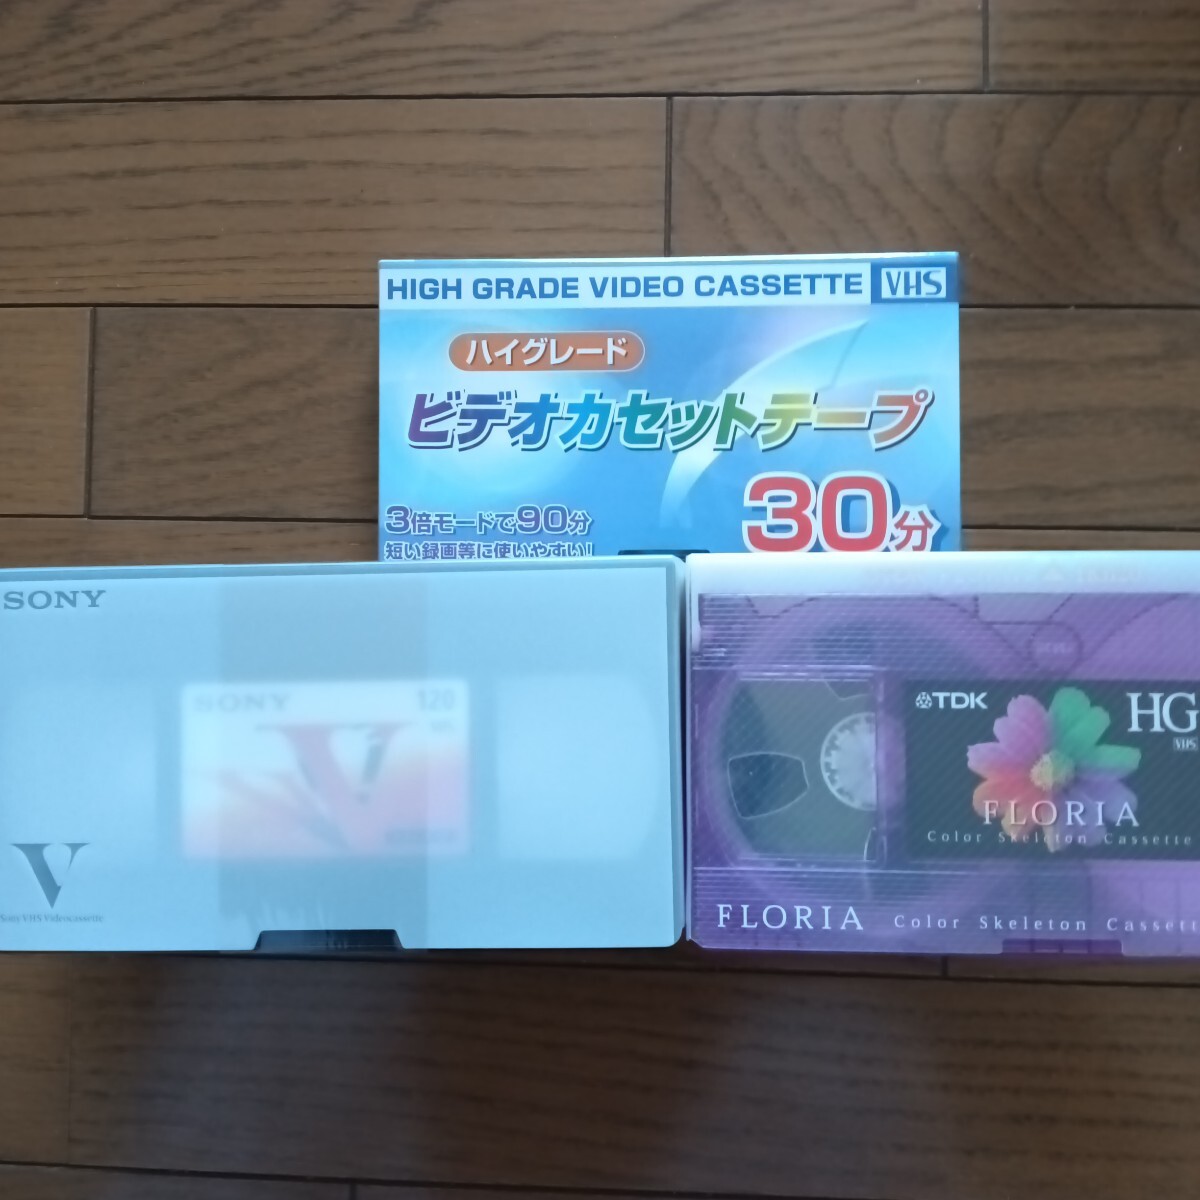 HIGH GRADE VIDEO CASSETTE VHS
ハイグレード
ビデオカセットテープ
3倍モードで90分
短い録画等に使いやすい!
30分
SONY
SONY 120
V
V
Sony VHS Videocassette
TDK
HG
VHS
FLORIA
Color Skeleton Cassette
FLORIA Color Skeleton Cassett